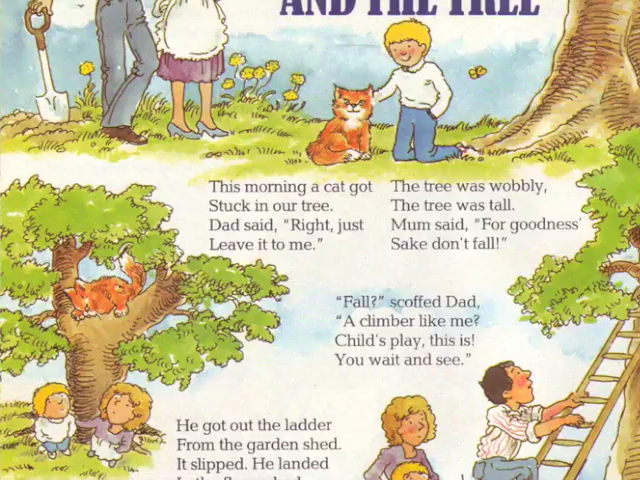 AND THE TREE
This morning a cat got
Stuck in our tree.
Dad said, "Right, just
Leave it to me."
The tree was wobbly,
The tree was tall.
Mum said, "For goodness'
Sake don't fall!"
"Fall?" scoffed Dad,
"A climber like me?
Child's play, this is!
You wait and see."
He got out the ladder
From the garden shed.
It slipped. He landed